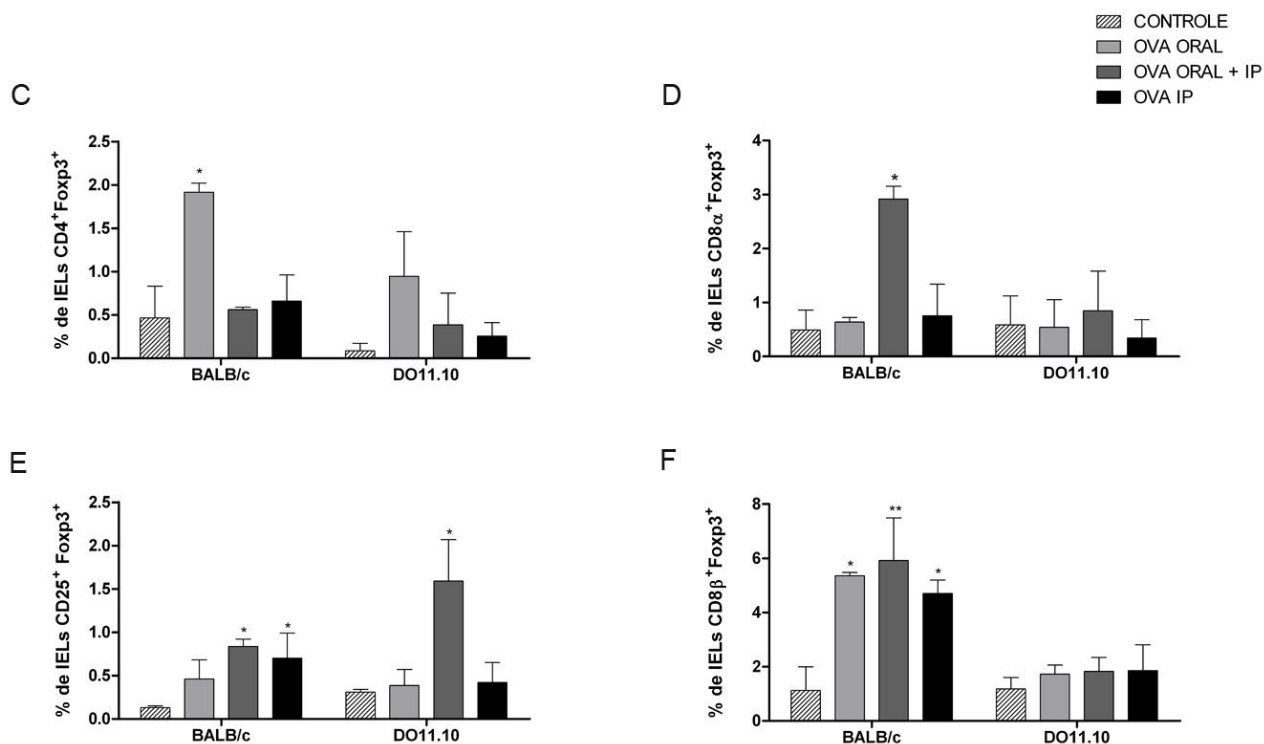 CONTROLE
OVA ORAL
OVA ORAL + IP
OVA IP
C
% de IELs CD4⁺Foxp3⁺
2.5
2.0
1.5
1.0
0.5
0.0
*
BALB/c DO11.10
D
% de IELs CD8α⁺Foxp3⁺
4
3
2
1
0
*
BALB/c DO11.10
E
% de IELs CD25⁺ Foxp3⁺
2.5
2.0
1.5
1.0
0.5
0.0
* * *
BALB/c DO11.10
F
% de IELs CD8β⁺Foxp3⁺
8
6
4
2
0
* ** *
BALB/c DO11.10